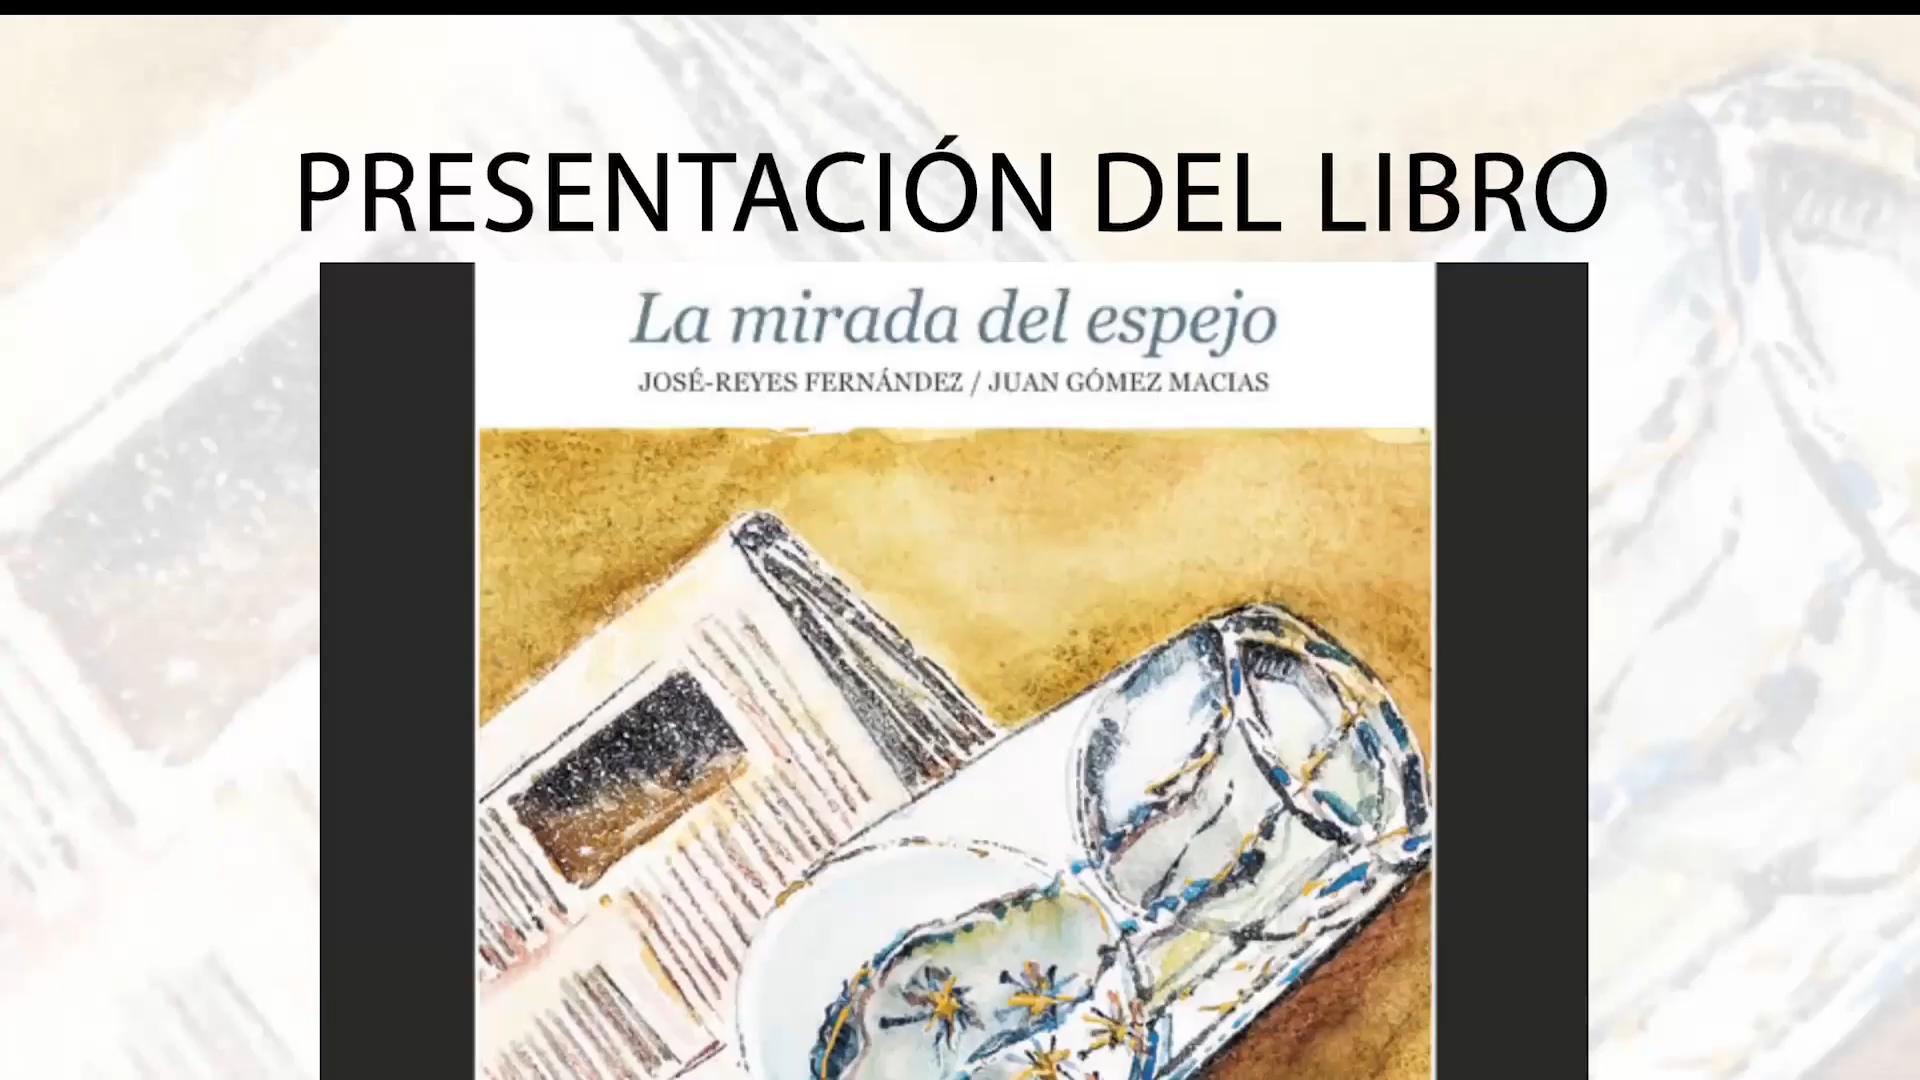 PRESENTACIÓN DEL LIBRO
La mirada del espejo
JOSÉ-REYES FERNÁNDEZ / JUAN GÓMEZ MACIAS